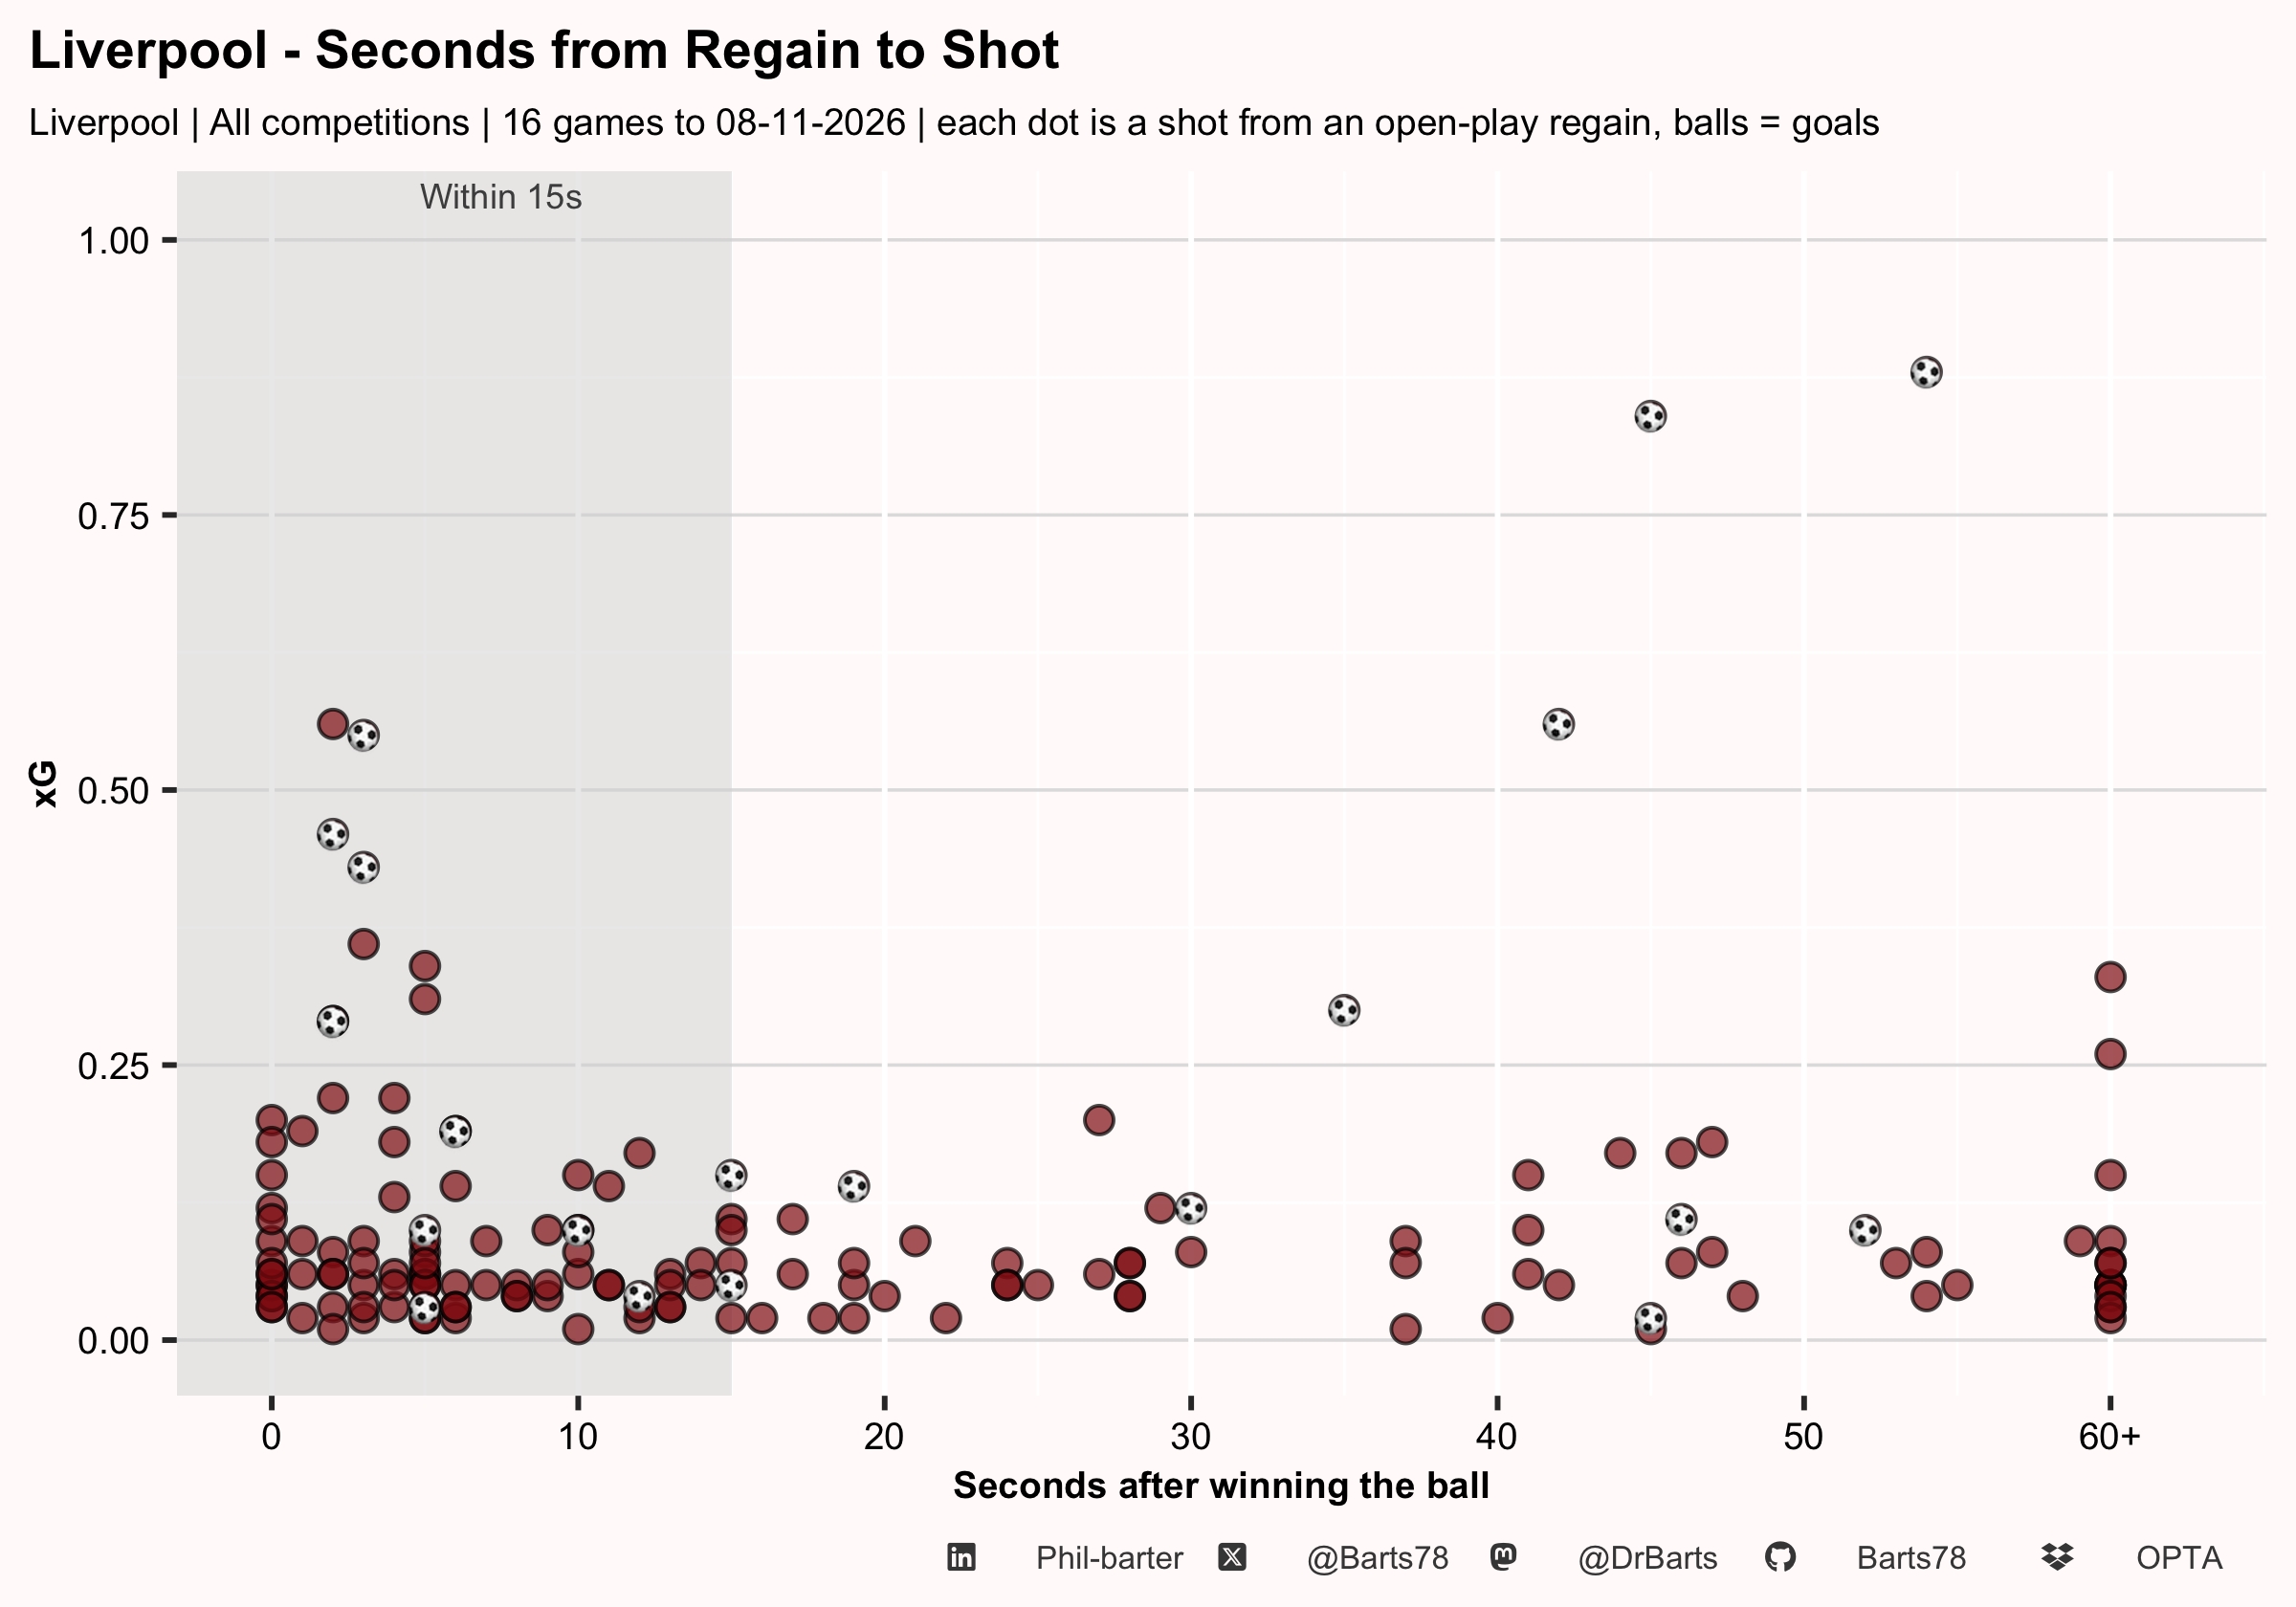 Liverpool - Seconds from Regain to Shot
Liverpool | All competitions | 16 games to 08-11-2026 | each dot is a shot from an open-play regain, balls = goals
Within 15s
1.00
0.75
0.50
0.25
0.00
xG
0 10 20 30 40 50 60+
Seconds after winning the ball
in Phil-barter X @Barts78 m @DrBarts Barts78 OPTA